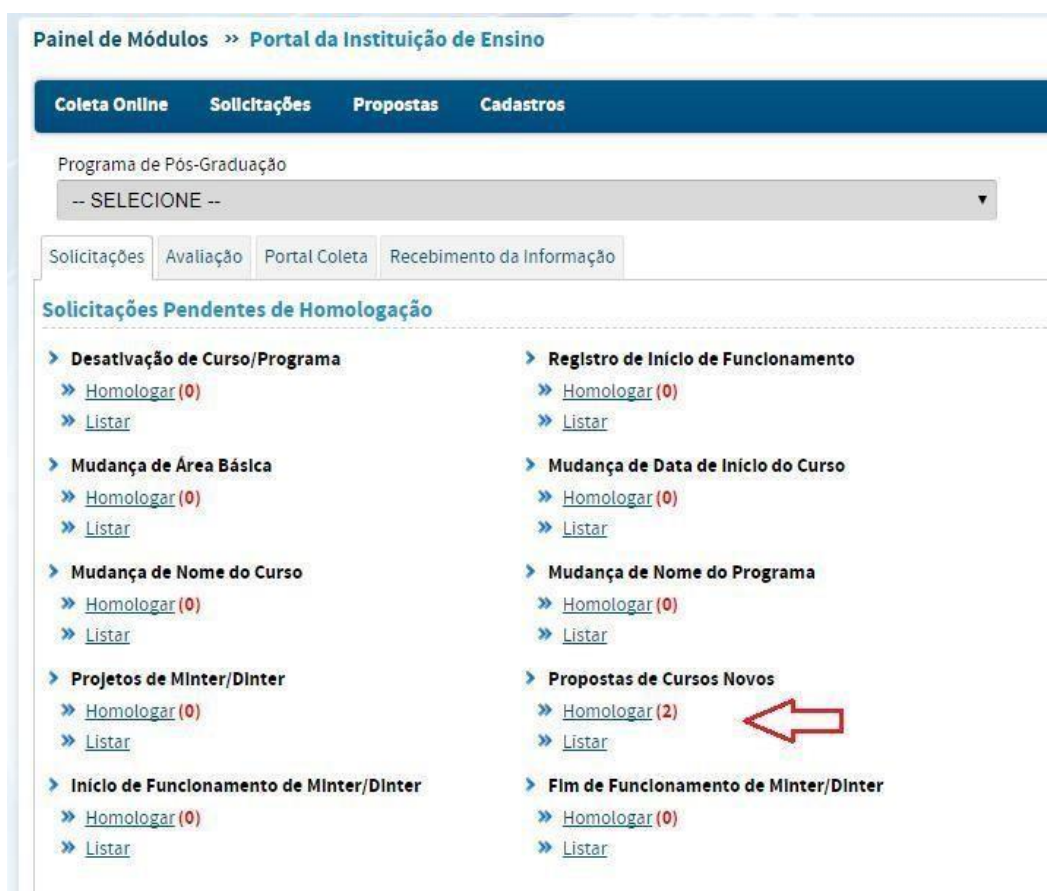 Painel de Módulos » Portal da Instituição de Ensino
Coleta Online Solicitações Propostas Cadastros
Programa de Pós-Graduação
-- SELECIONE --
Solicitações Avaliação Portal Coleta Recebimento da Informação
Solicitações Pendentes de Homologação
Desativação de Curso/Programa
Homologar (0)
Listar
Registro de Início de Funcionamento
Homologar (0)
Listar
Mudança de Área Básica
Homologar (0)
Listar
Mudança de Data de Início do Curso
Homologar (0)
Listar
Mudança de Nome do Curso
Homologar (0)
Listar
Mudança de Nome do Programa
Homologar (0)
Listar
Projetos de Minter/Dinter
Homologar (0)
Listar
Propostas de Cursos Novos
Homologar (2)
Listar
Início de Funcionamento de Minter/Dinter
Homologar (0)
Listar
Fim de Funcionamento de Minter/Dinter
Homologar (0)
Listar